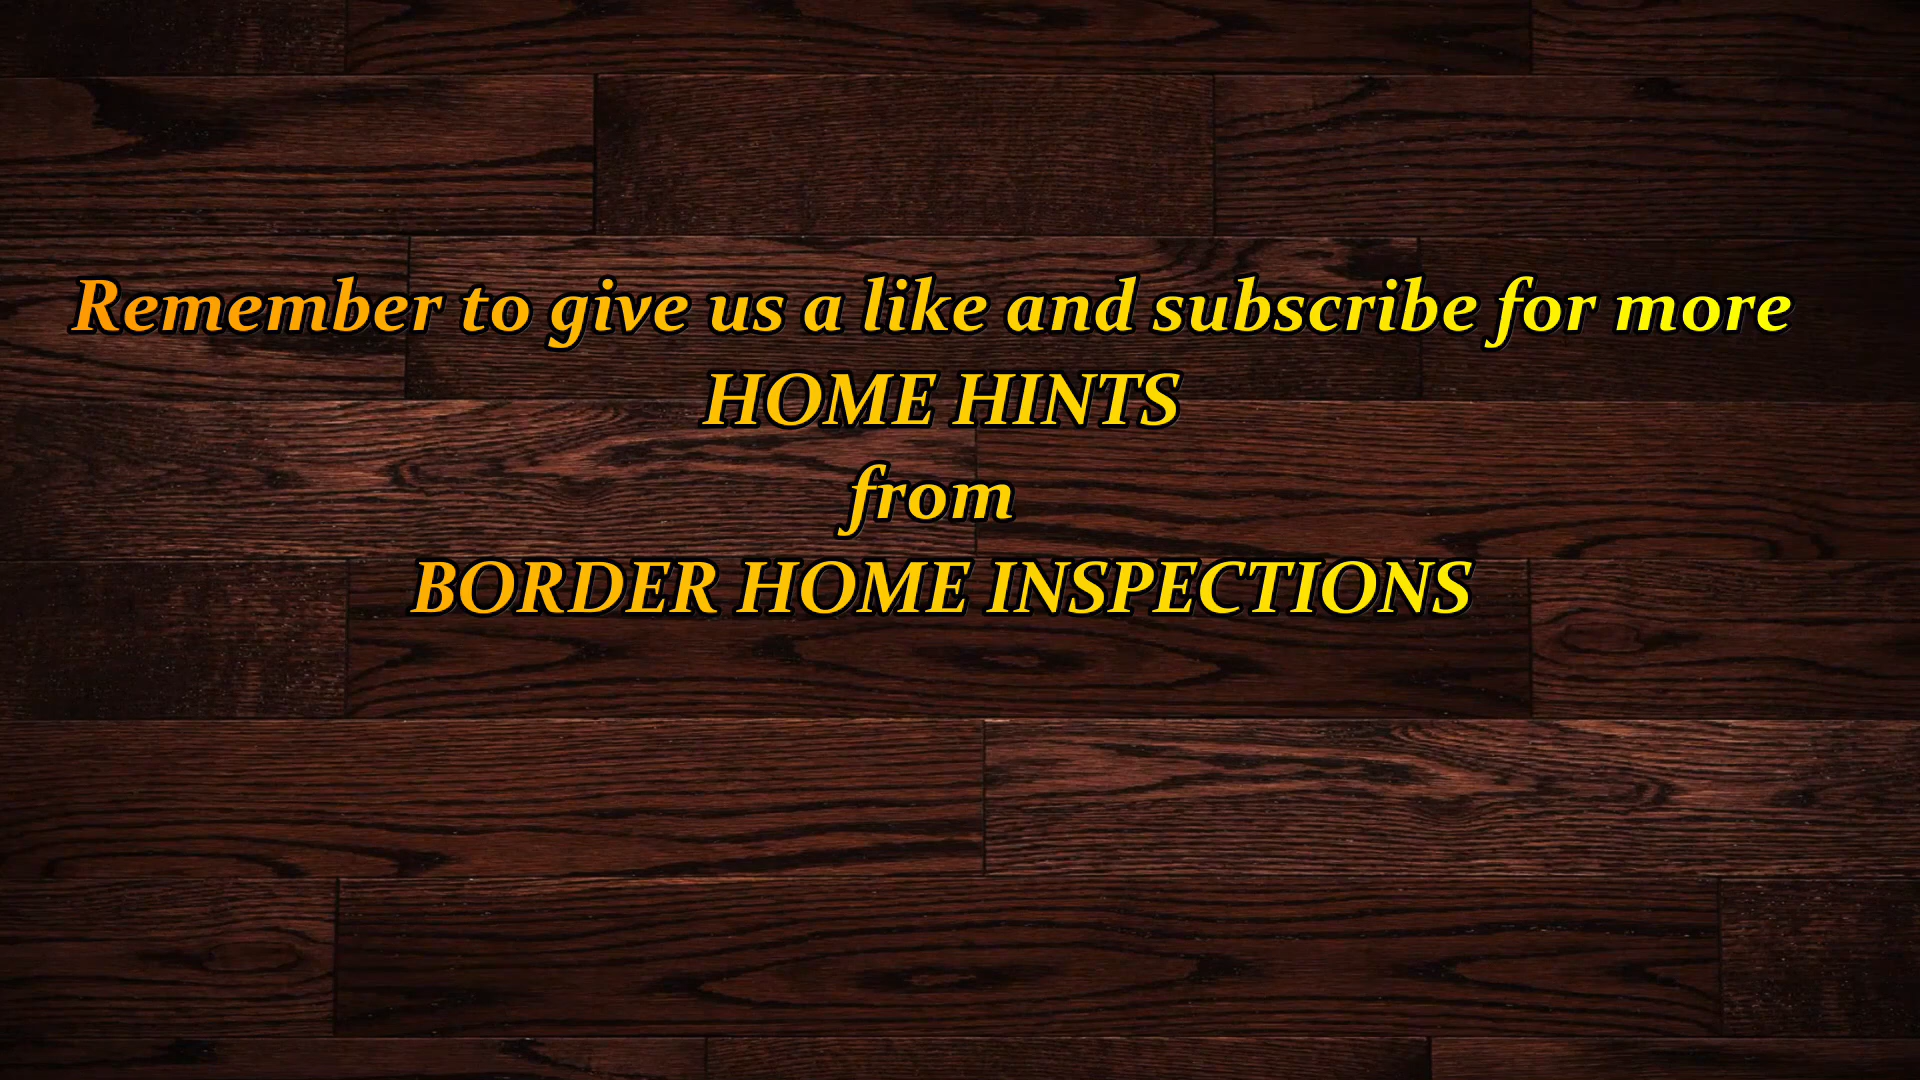 Remember to give us a like and subscribe for more
HOME HINTS
from
BORDER HOME INSPECTIONS